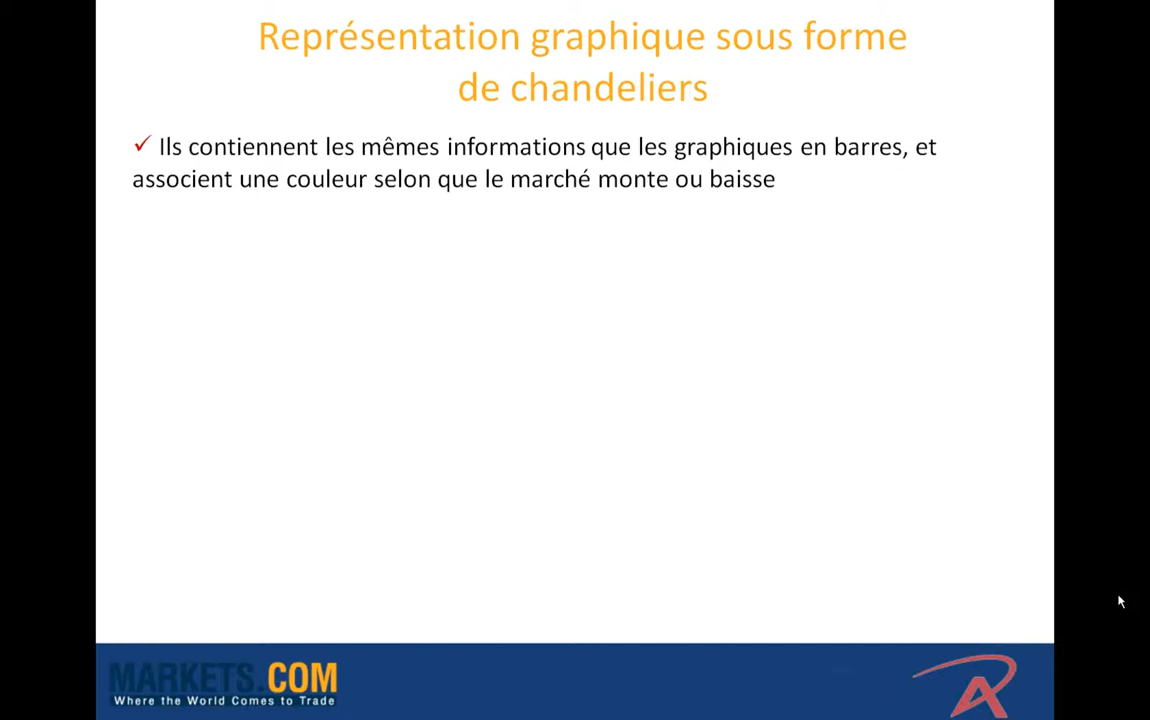 Représentation graphique sous forme
de chandeliers
✓ Ils contiennent les mêmes informations que les graphiques en barres, et
associent une couleur selon que le marché monte ou baisse
MARKETS.COM
Where the World Comes to Trade